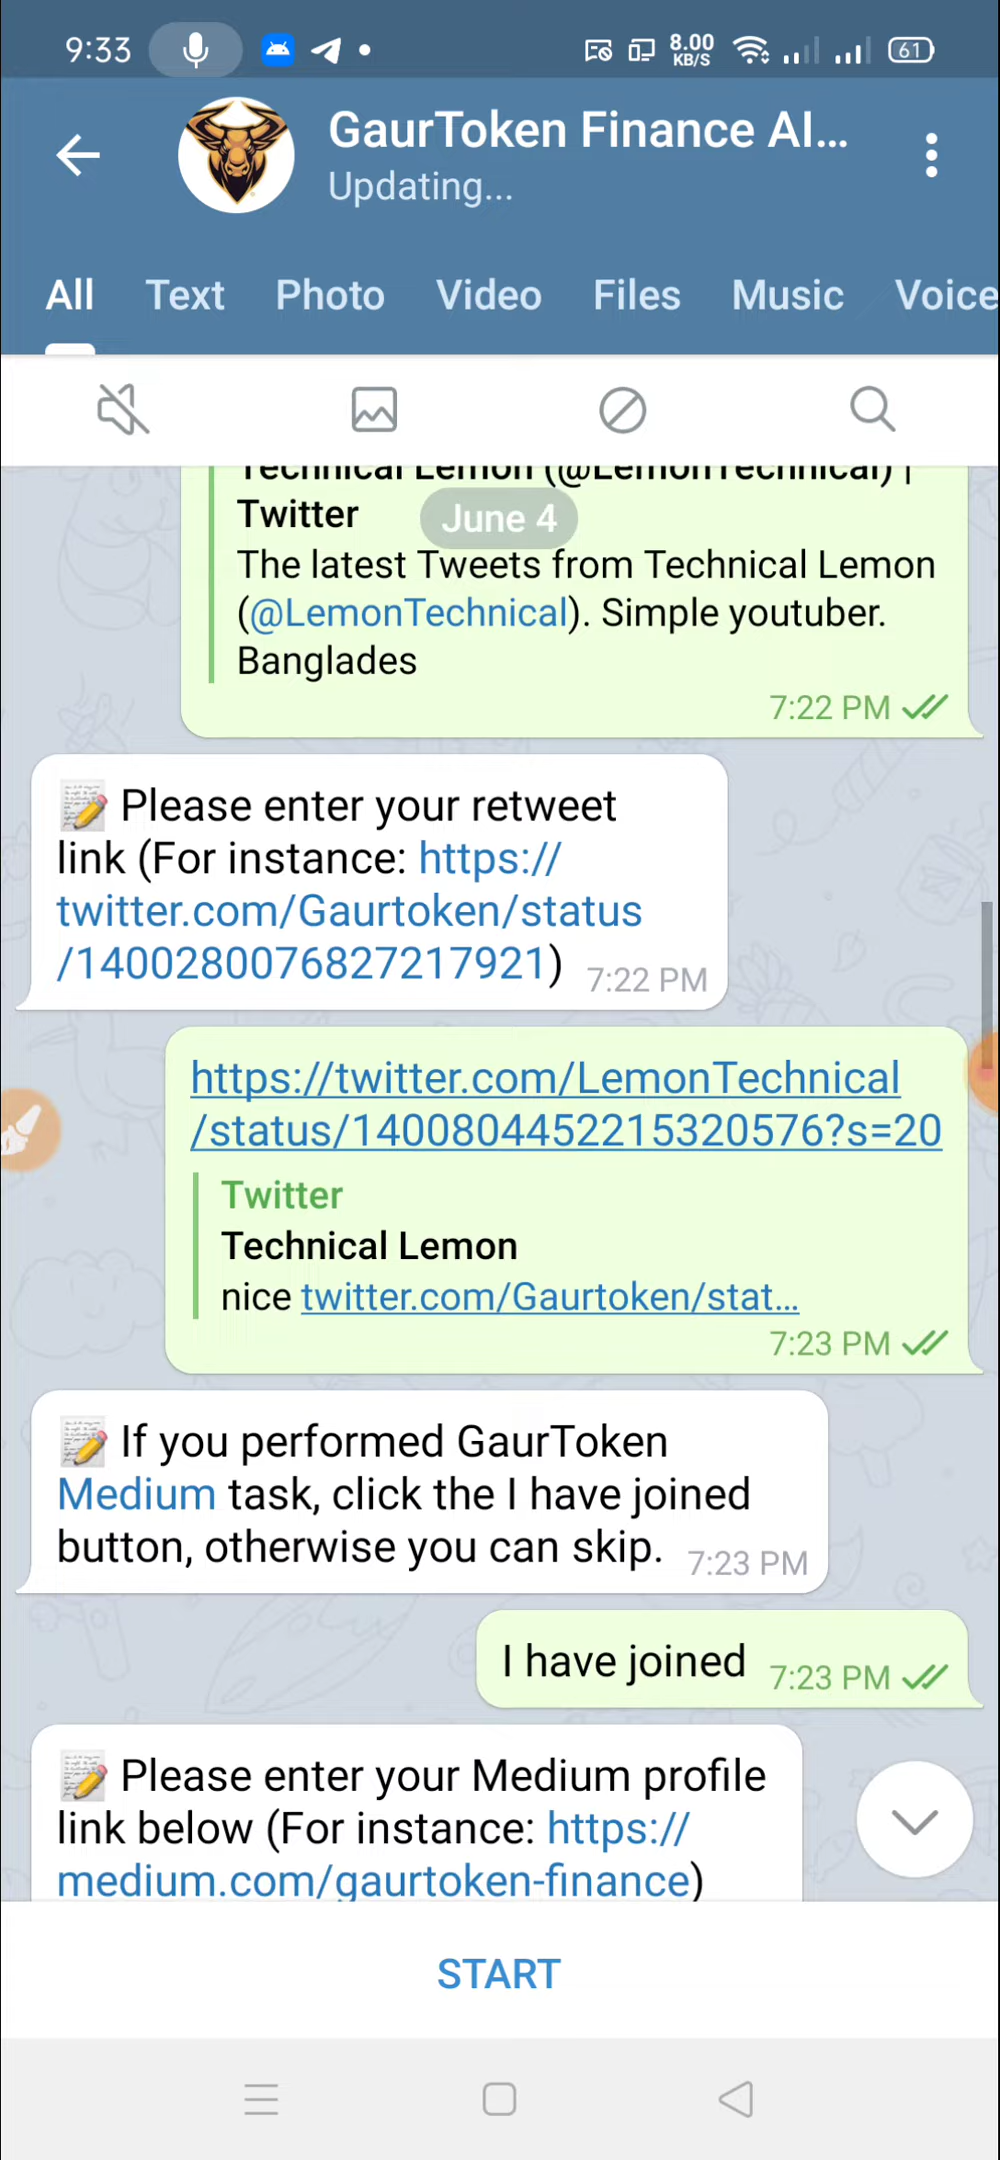 9:33
8.00
KB/S
61
GaurToken Finance AI...
Updating...
All Text Photo Video Files Music Voice
Technical Lemon (@LemonTechnical) |
Twitter
June 4
The latest Tweets from Technical Lemon
(@LemonTechnical). Simple youtuber.
Banglades
7:22 PM
Please enter your retweet
link (For instance: https://
twitter.com/Gaurtoken/status
/1400280076827217921)
7:22 PM
https://twitter.com/LemonTechnical
/status/1400804452215320576?s=20
Twitter
Technical Lemon
nice twitter.com/Gaurtoken/stat...
7:23 PM
If you performed GaurToken
Medium task, click the I have joined
button, otherwise you can skip.
7:23 PM
I have joined
7:23 PM
Please enter your Medium profile
link below (For instance: https://
medium.com/gaurtoken-finance)
START